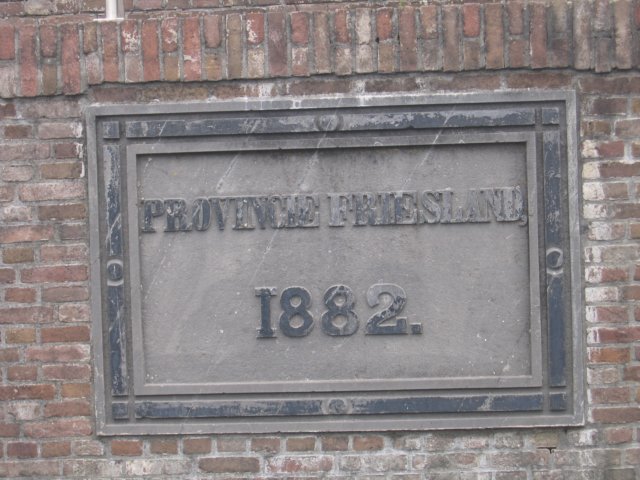 PROVINCIE FRIESLAND,
1882.